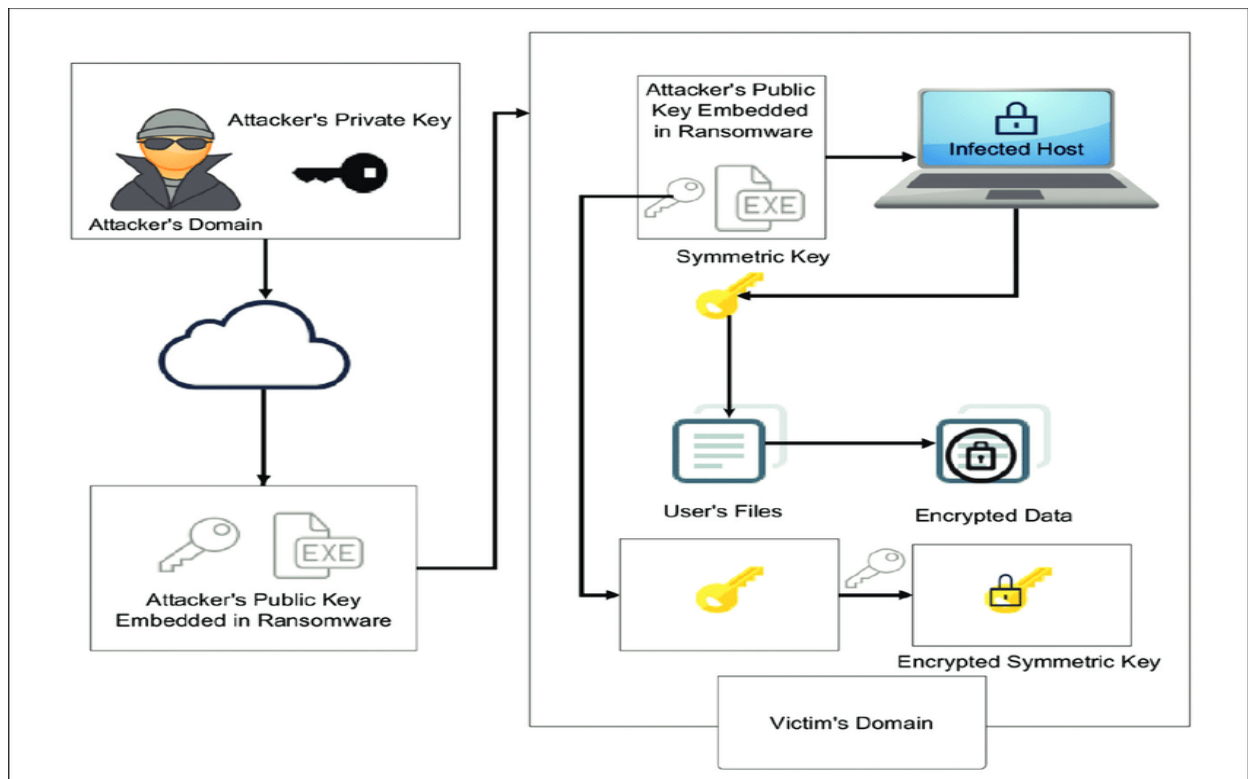 Attacker's Private Key
Attacker's Domain
EXE
Attacker's Public Key
Embedded in Ransomware
Attacker's Public
Key Embedded
in Ransomware
EXE
Infected Host
Symmetric Key
User's Files
Encrypted Data
Encrypted Symmetric Key
Victim's Domain